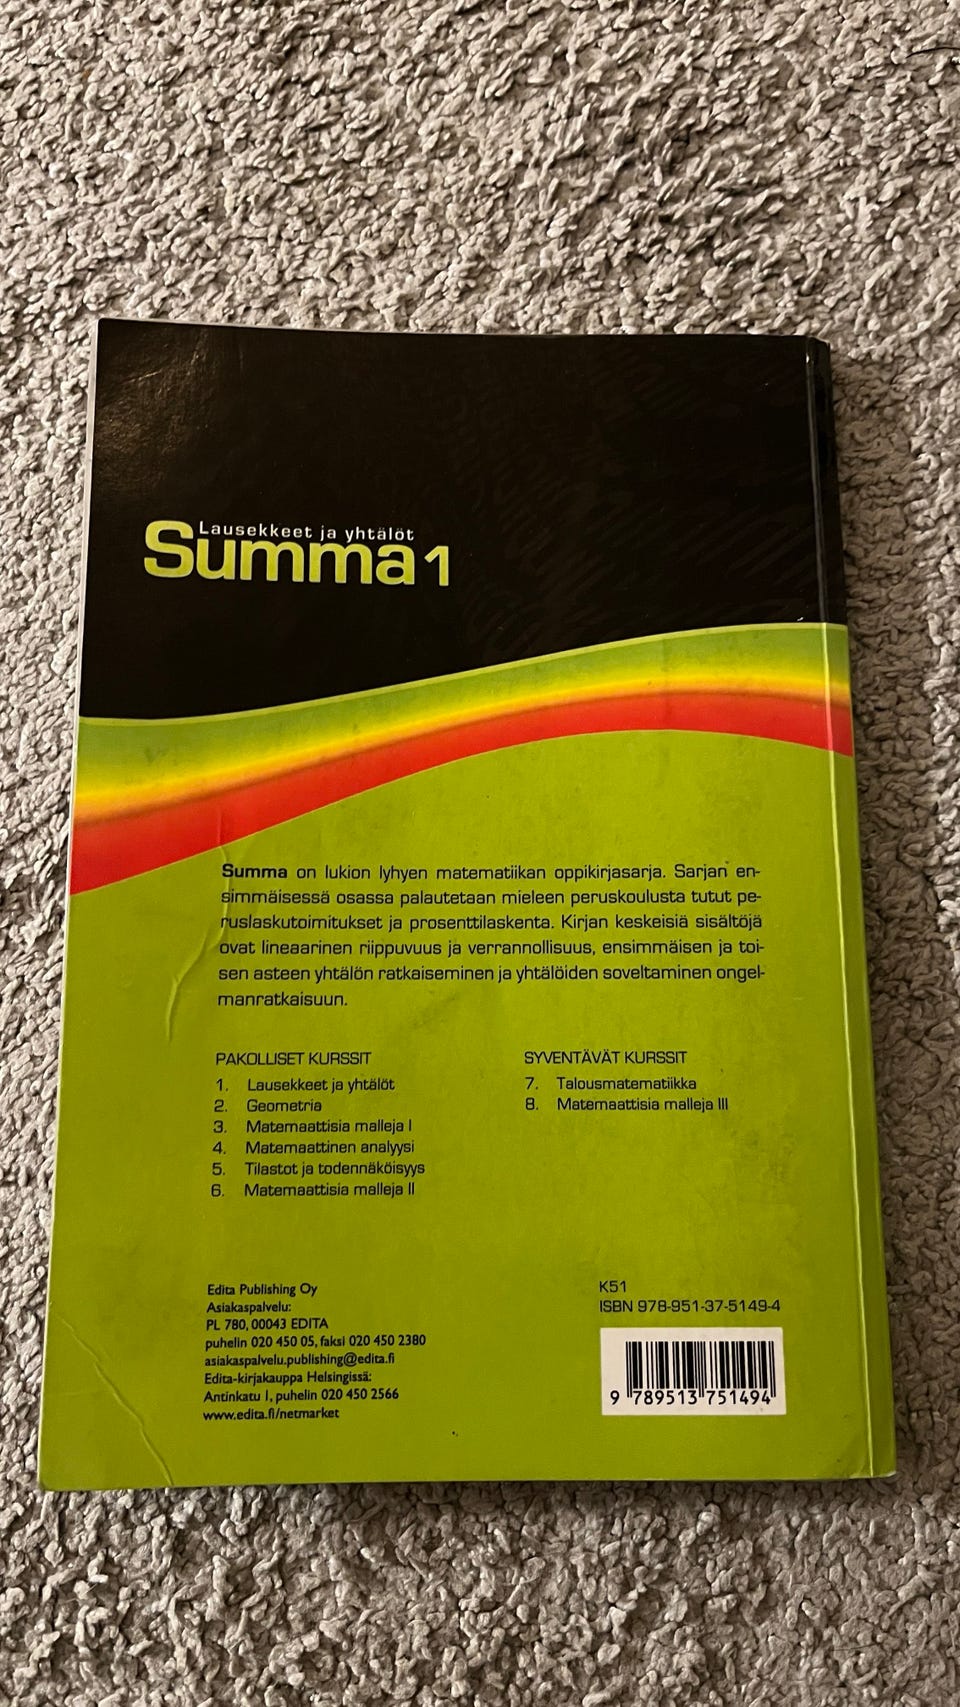 Lausekkeet ja yhtälöt
Summa 1
Summa on lukion lyhyen matematiikan oppikirjasarja. Sarjan en-
simmäisessä osassa palautetaan mieleen peruskoulusta tutut pe-
ruslaskutoimitukset ja prosenttilaskenta. Kirjan keskeisiä sisältöjä
ovat lineaarinen riippuvuus ja verrannollisuus, ensimmäisen ja toi-
sen asteen yhtälön ratkaiseminen ja yhtälöiden soveltaminen ongel-
manratkaisuun.
PAKOLLISET KURSSIT
1. Lausekkeet ja yhtälöt
2. Geometria
3. Matemaattisia malleja I
4. Matemaattinen analyysi
5. Tilastot ja todennäköisyys
6. Matemaattisia malleja II
SYVENTÄVÄT KURSSIT
7. Talousmatematiikka
8. Matemaattisia malleja III
Edita Publishing Oy
Asiakaspalvelu:
PL 780, 00043 EDITA
puhelin 020 450 05, faksi 020 450 2380
asiakaspalvelu.publishing@edita.fi
Edita-kirjakauppa Helsingissä:
Antinkatu 1, puhelin 020 450 2566
www.edita.fi/netmarket
K51
ISBN 978-951-37-5149-4
9 789513 751494